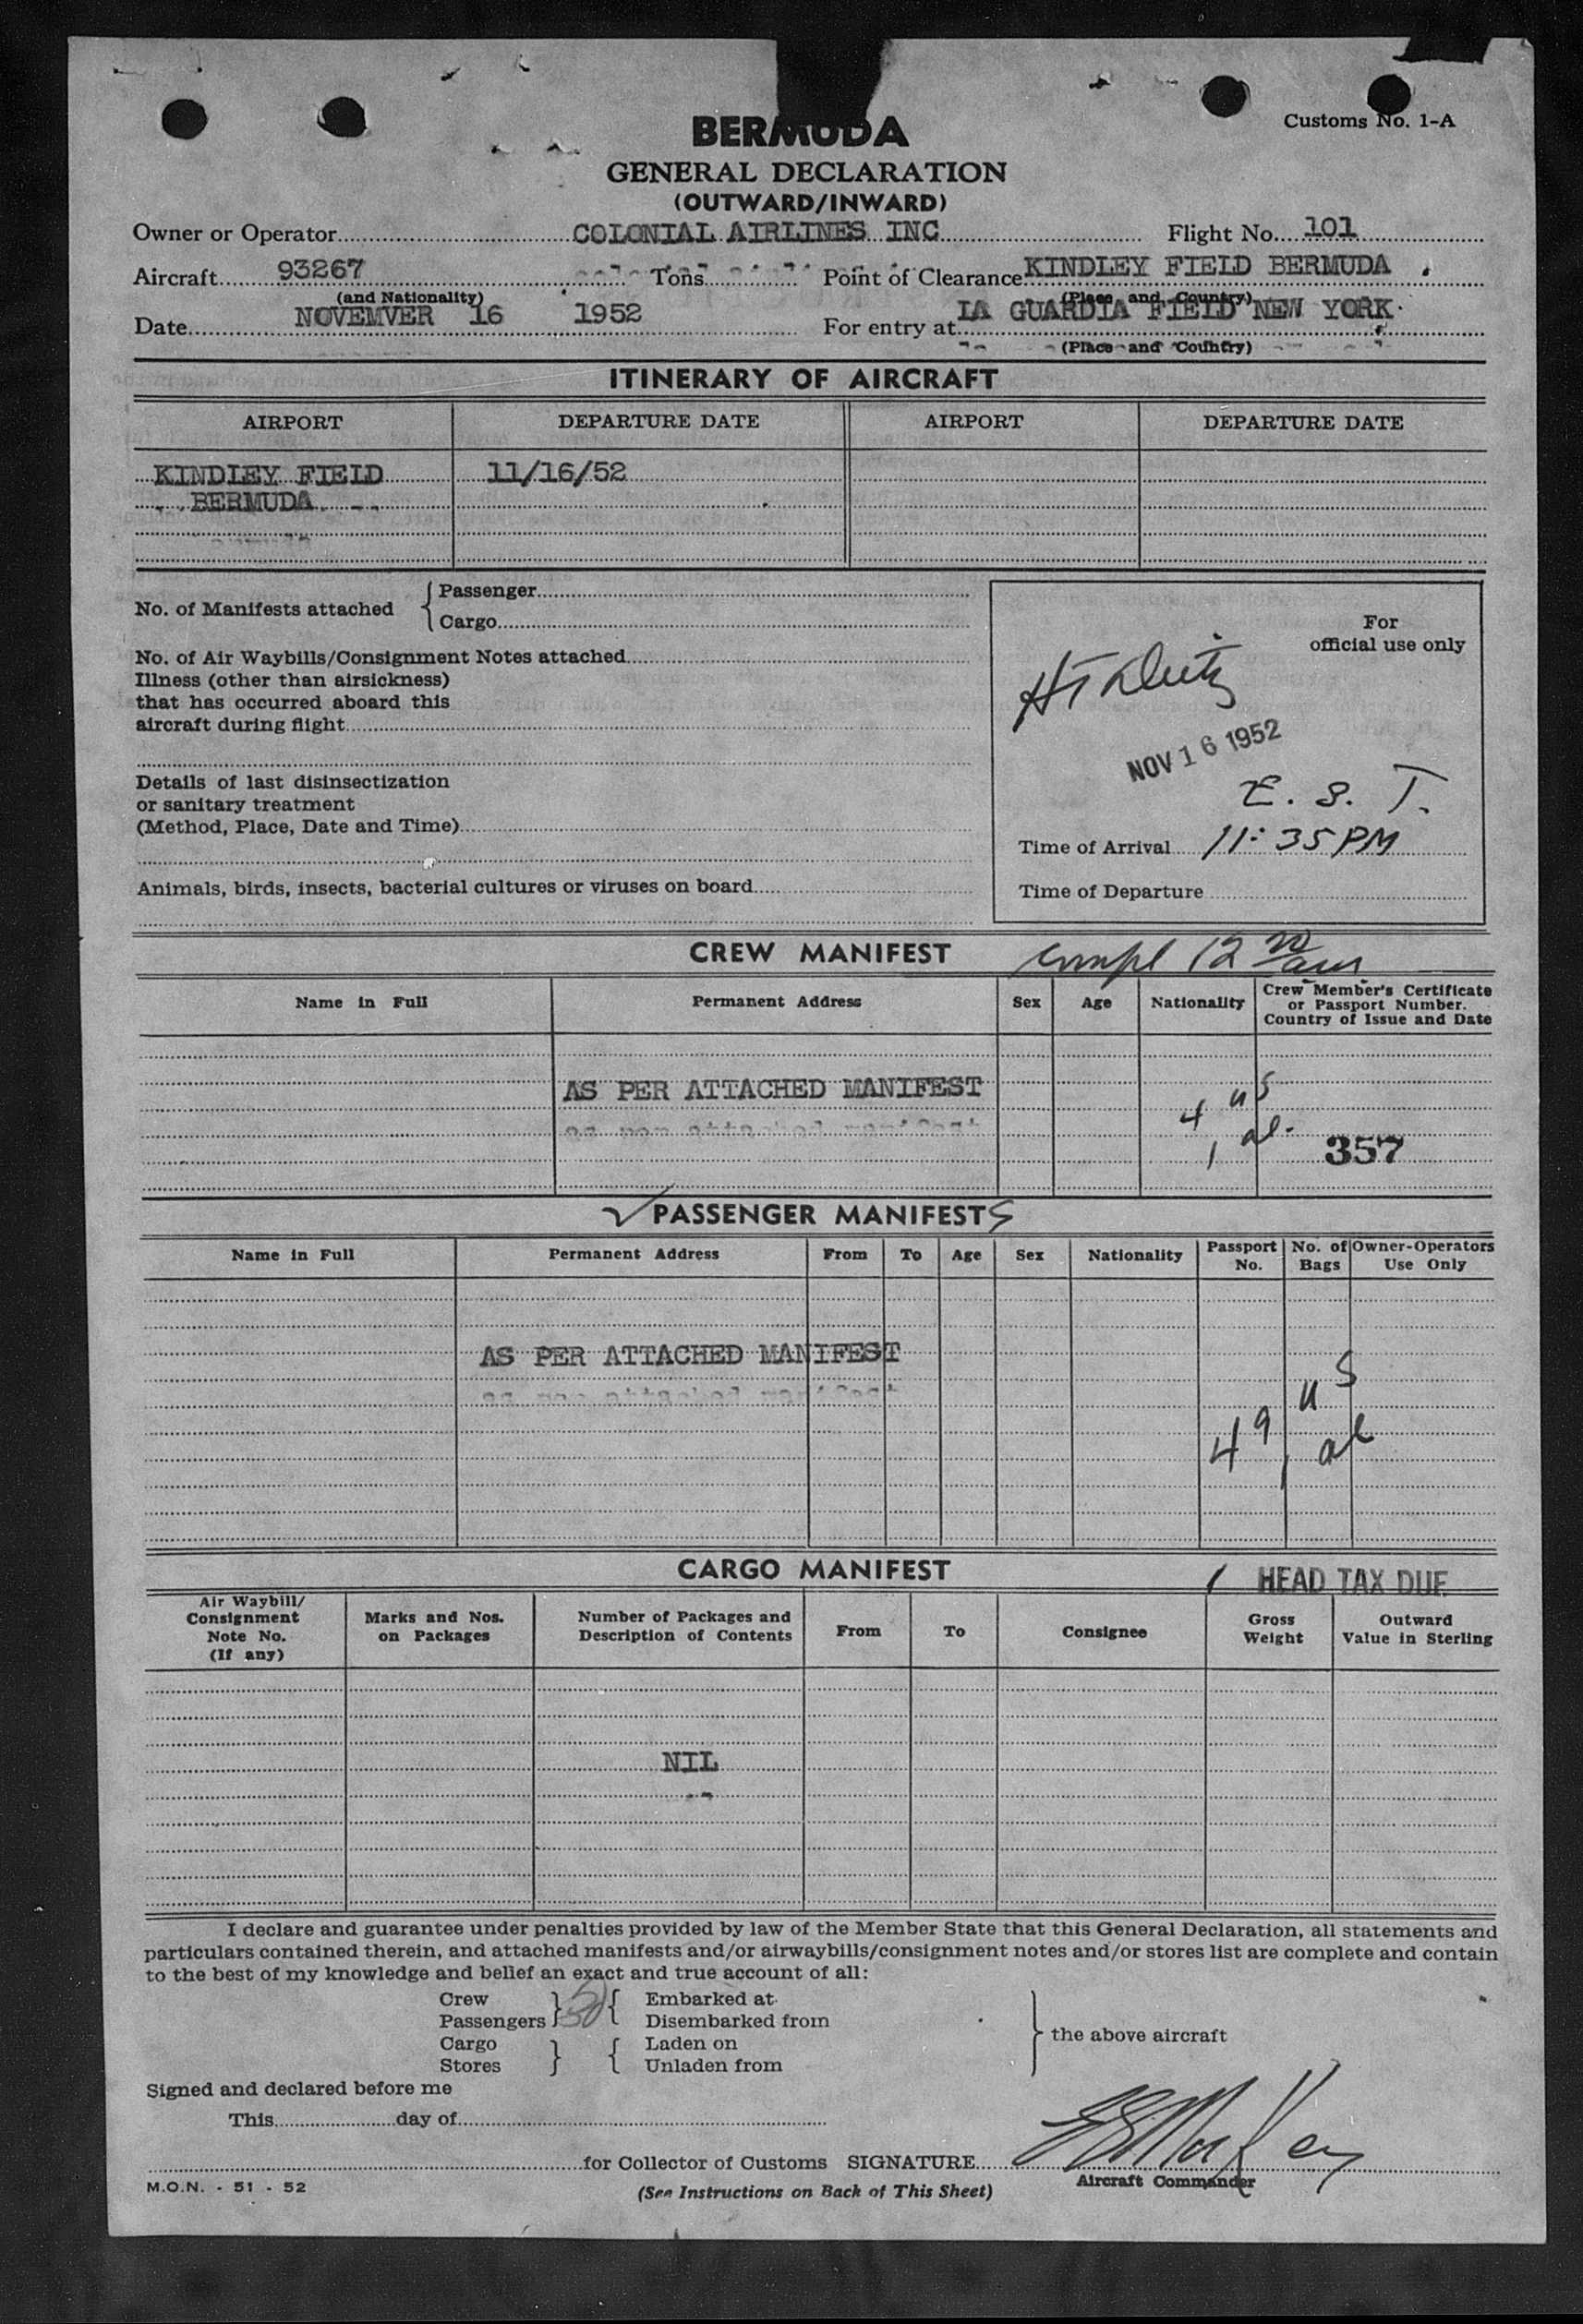 BERMUDA
Customs No. 1-A
GENERAL DECLARATION
(OUTWARD/INWARD)
Owner or Operator COLONIAL AIRLINES INC Flight No. 101
Aircraft 93267 Tons Point of Clearance KINDLEY FIELD BERMUDA
(and Nationality) (Place and Country)
Date NOVEMVER 16 1952 For entry at LA GUARDIA FIELD NEW YORK
(Place and Country)
ITINERARY OF AIRCRAFT
AIRPORT DEPARTURE DATE AIRPORT DEPARTURE DATE
KINDLEY FIELD 11/16/52
BERMUDA
No. of Manifests attached { Passenger
Cargo
No. of Air Waybills/Consignment Notes attached
Illness (other than airsickness)
that has occurred aboard this
aircraft during flight
Details of last disinsectization
or sanitary treatment
(Method, Place, Date and Time)
Animals, birds, insects, bacterial cultures or viruses on board
For
official use only
NOV 16 1952
E. S. T.
Time of Arrival 11:35 PM
Time of Departure
CREW MANIFEST compl 12
Name in Full Permanent Address Sex Age Nationality Crew Member's Certificate
or Passport Number.
Country of Issue and Date
AS PER ATTACHED MANIFEST
4 us
1 al.
357
PASSENGER MANIFESTS
Name in Full Permanent Address From To Age Sex Nationality Passport No. No. of Bags Owner-Operators Use Only
AS PER ATTACHED MANIFEST
49 us
1 al
CARGO MANIFEST 1 HEAD TAX DUE
Air Waybill/
Consignment
Note No.
(If any)
Marks and Nos.
on Packages
Number of Packages and
Description of Contents
From To Consignee
Gross
Weight
Outward
Value in Sterling
NIL
I declare and guarantee under penalties provided by law of the Member State that this General Declaration, all statements and
particulars contained therein, and attached manifests and/or airwaybills/consignment notes and/or stores list are complete and contain
to the best of my knowledge and belief an exact and true account of all:
Crew Embarked at
Passengers } 50 { Disembarked from
Cargo Laden on
Stores } { Unladen from
} the above aircraft
Signed and declared before me
This day of
for Collector of Customs SIGNATURE
Aircraft Commander
M.O.N. - 51 - 52
(See Instructions on Back of This Sheet)